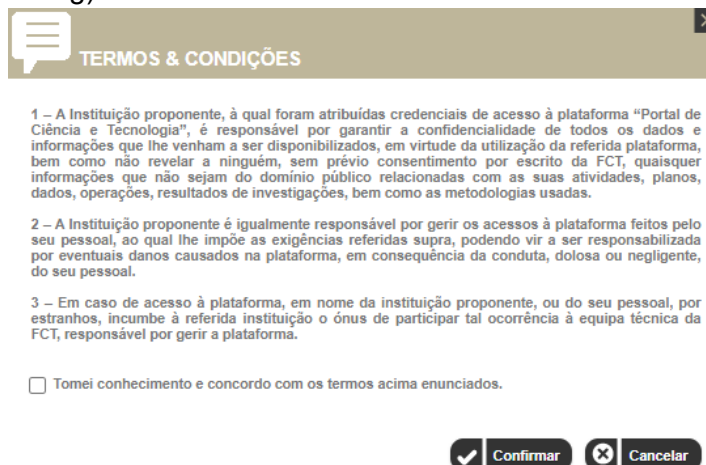 TERMOS & CONDIÇÕES
1 – A Instituição proponente, à qual foram atribuídas credenciais de acesso à plataforma “Portal de
Ciência e Tecnologia”, é responsável por garantir a confidencialidade de todos os dados e
informações que lhe venham a ser disponibilizados, em virtude da utilização da referida plataforma,
bem como não revelar a ninguém, sem prévio consentimento por escrito da FCT, quaisquer
informações que não sejam do domínio público relacionadas com as suas atividades, planos,
dados, operações, resultados de investigações, bem como as metodologias usadas.
2 – A Instituição proponente é igualmente responsável por gerir os acessos à plataforma feitos pelo
seu pessoal, ao qual lhe impõe as exigências referidas supra, podendo vir a ser responsabilizada
por eventuais danos causados na plataforma, em consequência da conduta, dolosa ou negligente,
do seu pessoal.
3 – Em caso de acesso à plataforma, em nome da instituição proponente, ou do seu pessoal, por
estranhos, incumbe à referida instituição o ónus de participar tal ocorrência à equipa técnica da
FCT, responsável por gerir a plataforma.
Tomei conhecimento e concordo com os termos acima enunciados.
Confirmar Cancelar